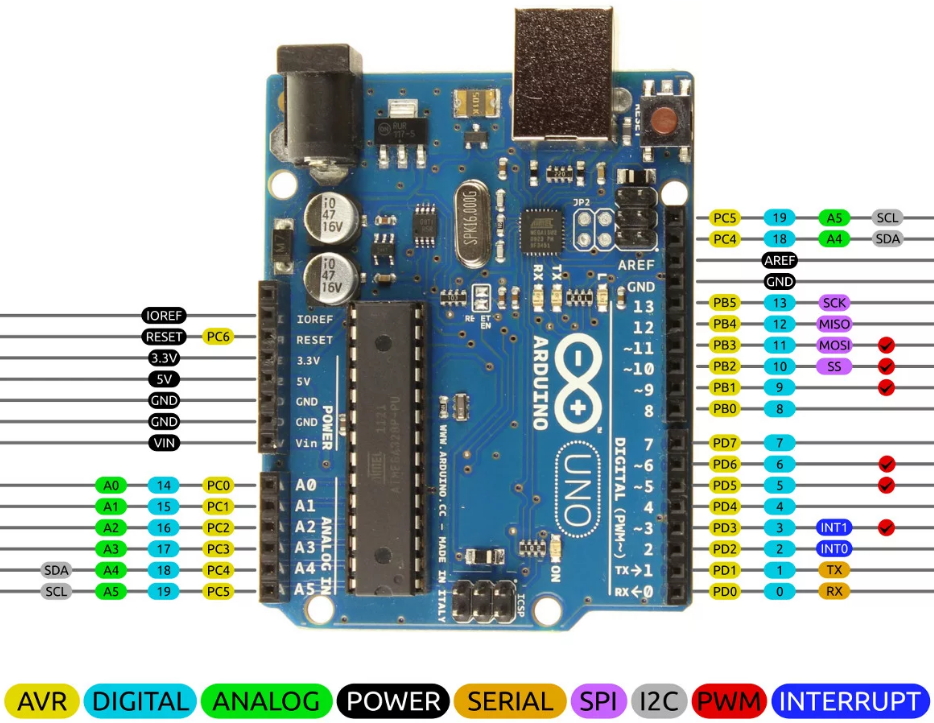 RESET
JP2
IO
47
16V
SPK16.000G
PC5 19 A5 SCL
PC4 18 A4 SDA
AREF
GND
PB5 13 SCK
PB4 12 MISO
PB3 11 MOSI
PB2 10 SS
PB1 9
PB0 8
PD7 7
PD6 6
PD5 5
PD4 4
PD3 3 INT1
PD2 2 INT0
PD1 1 TX
PD0 0 RX
AREF
GND
13
12
~11
~10
~9
8
7
~6
~5
4
~3
2
TX→1
RX←0
DIGITAL (PWM~)
RX
TX
L
47
16V
RESET
EN
ARDUINO
UNO
ON
ICSP
WWW.ARDUINO.CC - MADE IN ITALY
ATMEL 1121
ATMEGA328P-PU
IOREF
RESET PC6
3.3V
5V
GND
GND
VIN
IOREF
RESET
3.3V
5V
GND
GND
Vin
POWER
A0 14 PC0
A1 15 PC1
A2 16 PC2
A3 17 PC3
SDA A4 18 PC4
SCL A5 19 PC5
A0
A1
A2
A3
A4
A5
ANALOG IN
AVR DIGITAL ANALOG POWER SERIAL SPI I2C PWM INTERRUPT